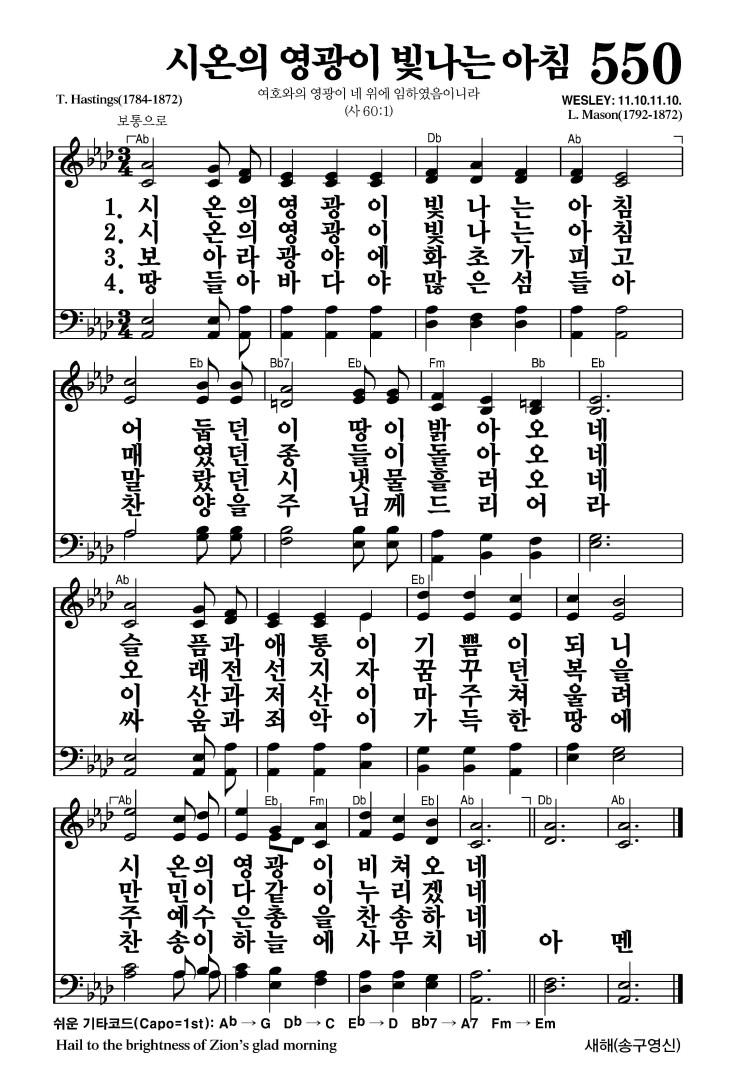 시온의 영광이 빛나는 아침 550
T. Hastings(1784-1872)
여호와의 영광이 네 위에 임하였음이니라
(사 60:1)
WESLEY: 11.10.11.10.
L. Mason(1792-1872)
보통으로
Ab Db Ab
3/4
1. 시 온의 영 광 이 빛 나 는 아 침
2. 시 온의 영 광 이 빛 나 는 아 침
3. 보 아라 광 야 에 화 초 가 피 고
4. 땅 들아 바 다 야 많 은 섬 들 아
3/4
Eb Bb7 Eb Fm Bb Eb
어 둡던 이 땅이 밝 아 오 네
매 였던 종 들이 돌 아 오 네
말 랐던 시 냇물 흘 러 오 네
찬 양을 주 님께 드 리 어 라
Ab Eb
슬 픔과 애 통 이 기 쁨 이 되 니
오 래전 선 지 자 꿈 꾸 던 복 을
이 산과 저 산 이 마 주 쳐 울 려
싸 움과 죄 악 이 가 득 한 땅 에
Ab Eb Fm Db Eb Ab Db Ab
시 온의 영 광 이 비 쳐 오 네
만 민이 다 같 이 누 리 겠 네
주 예수 은 총 을 찬 송 하 네
찬 송이 하 늘 에 사 무 치 네 아 멘
쉬운 기타코드(Capo=1st): Ab → G Db → C Eb → D Bb7 → A7 Fm → Em
Hail to the brightness of Zion's glad morning
새해(송구영신)